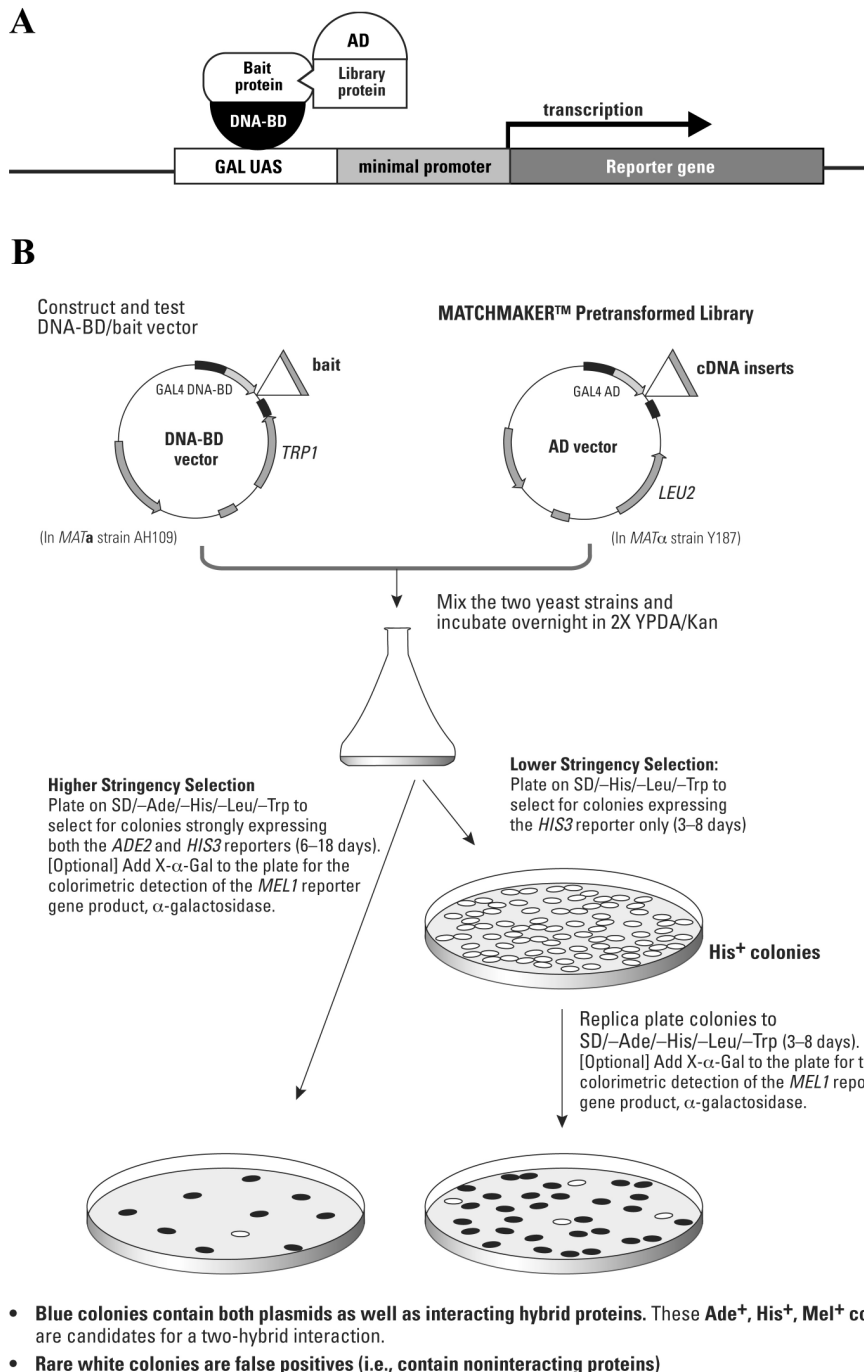 A
AD
Bait
protein
Library
protein
DNA-BD
transcription
GAL UAS
minimal promoter
Reporter gene
B
Construct and test
DNA-BD/bait vector
MATCHMAKER™ Pretransformed Library
bait
GAL4 DNA-BD
DNA-BD
vector
TRP1
(In MATa strain AH109)
cDNA inserts
GAL4 AD
AD vector
LEU2
(In MATα strain Y187)
Mix the two yeast strains and
incubate overnight in 2X YPDA/Kan
Higher Stringency Selection
Plate on SD/–Ade/–His/–Leu/–Trp to
select for colonies strongly expressing
both the ADE2 and HIS3 reporters (6–18 days).
[Optional] Add X-α-Gal to the plate for the
colorimetric detection of the MEL1 reporter
gene product, α-galactosidase.
Lower Stringency Selection:
Plate on SD/–His/–Leu/–Trp to
select for colonies expressing
the HIS3 reporter only (3–8 days)
His+ colonies
Replica plate colonies to
SD/–Ade/–His/–Leu/–Trp (3–8 days).
[Optional] Add X-α-Gal to the plate for t
colorimetric detection of the MEL1 repo
gene product, α-galactosidase.
• Blue colonies contain both plasmids as well as interacting hybrid proteins. These Ade+, His+, Mel+ co
are candidates for a two-hybrid interaction.
• Rare white colonies are false positives (i.e., contain noninteracting proteins)